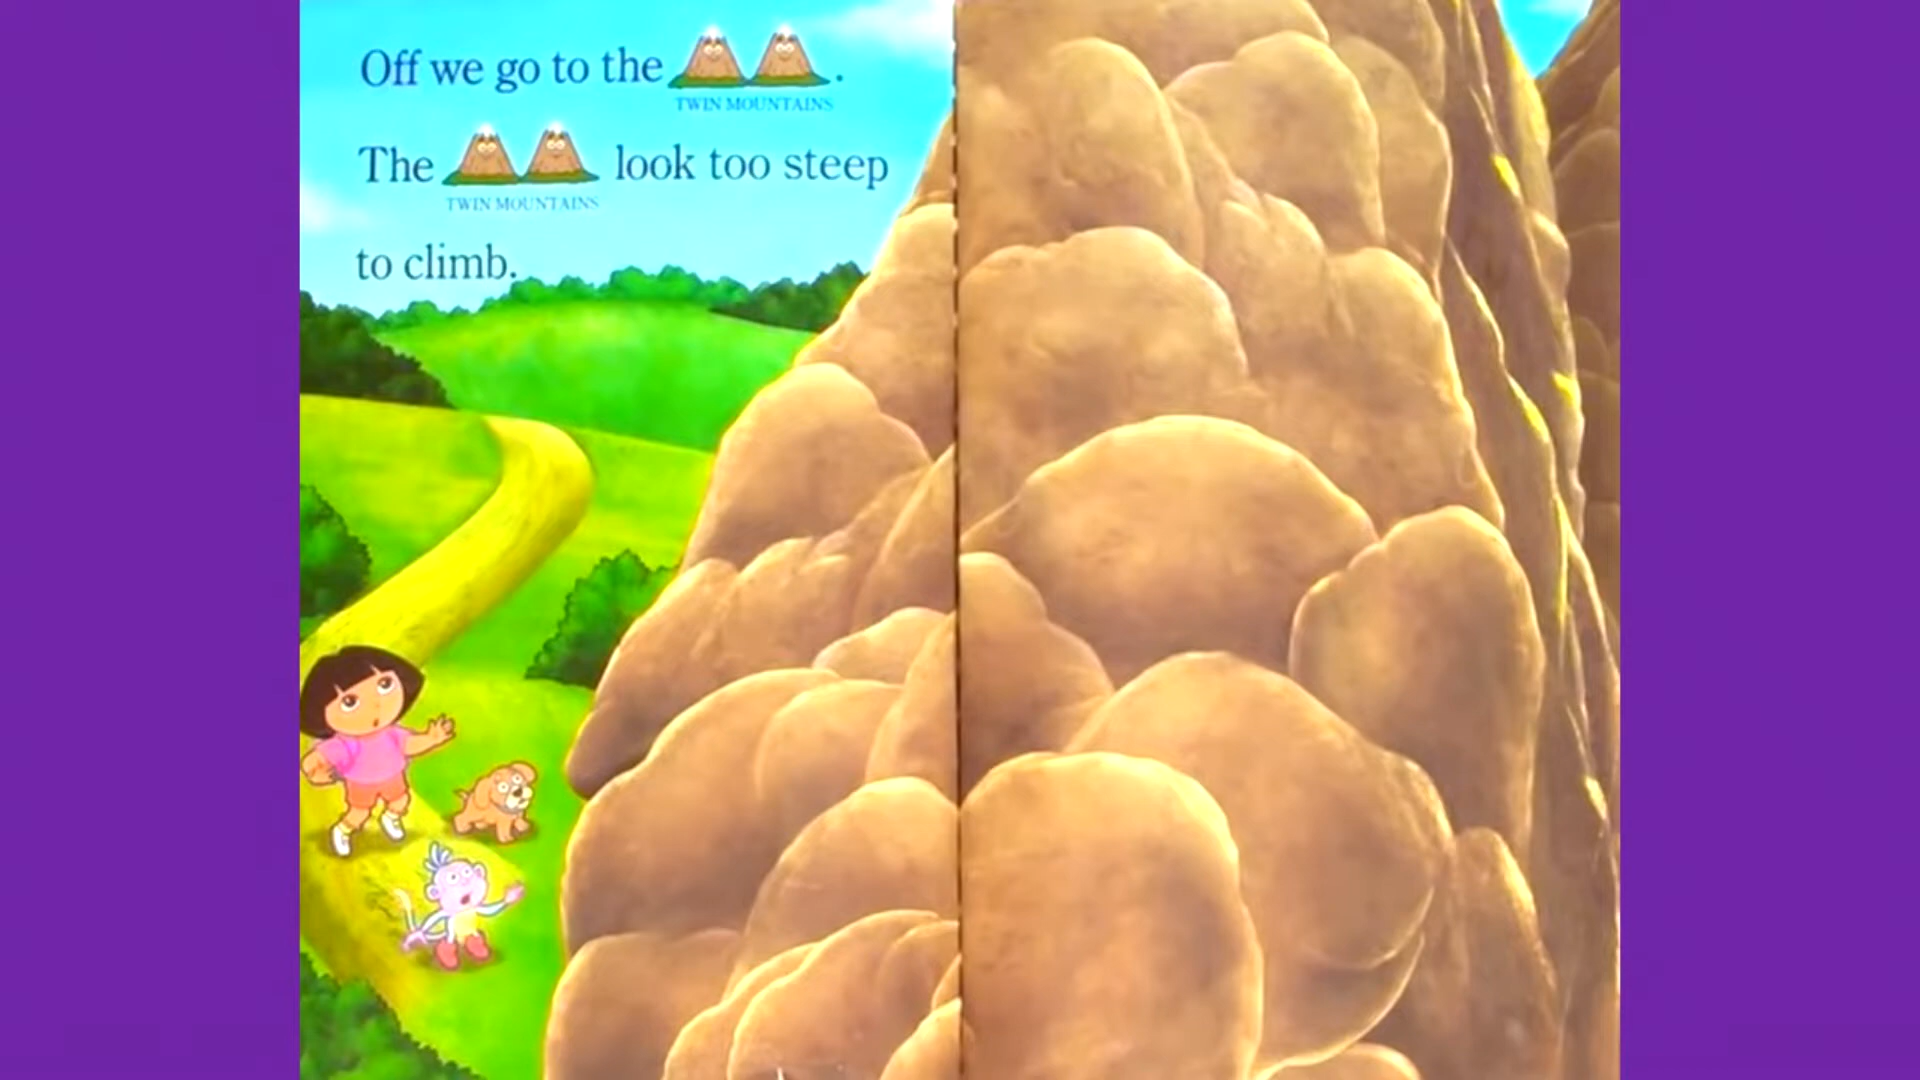 Off we go to the .
TWIN MOUNTAINS
The look too steep
TWIN MOUNTAINS
to climb.